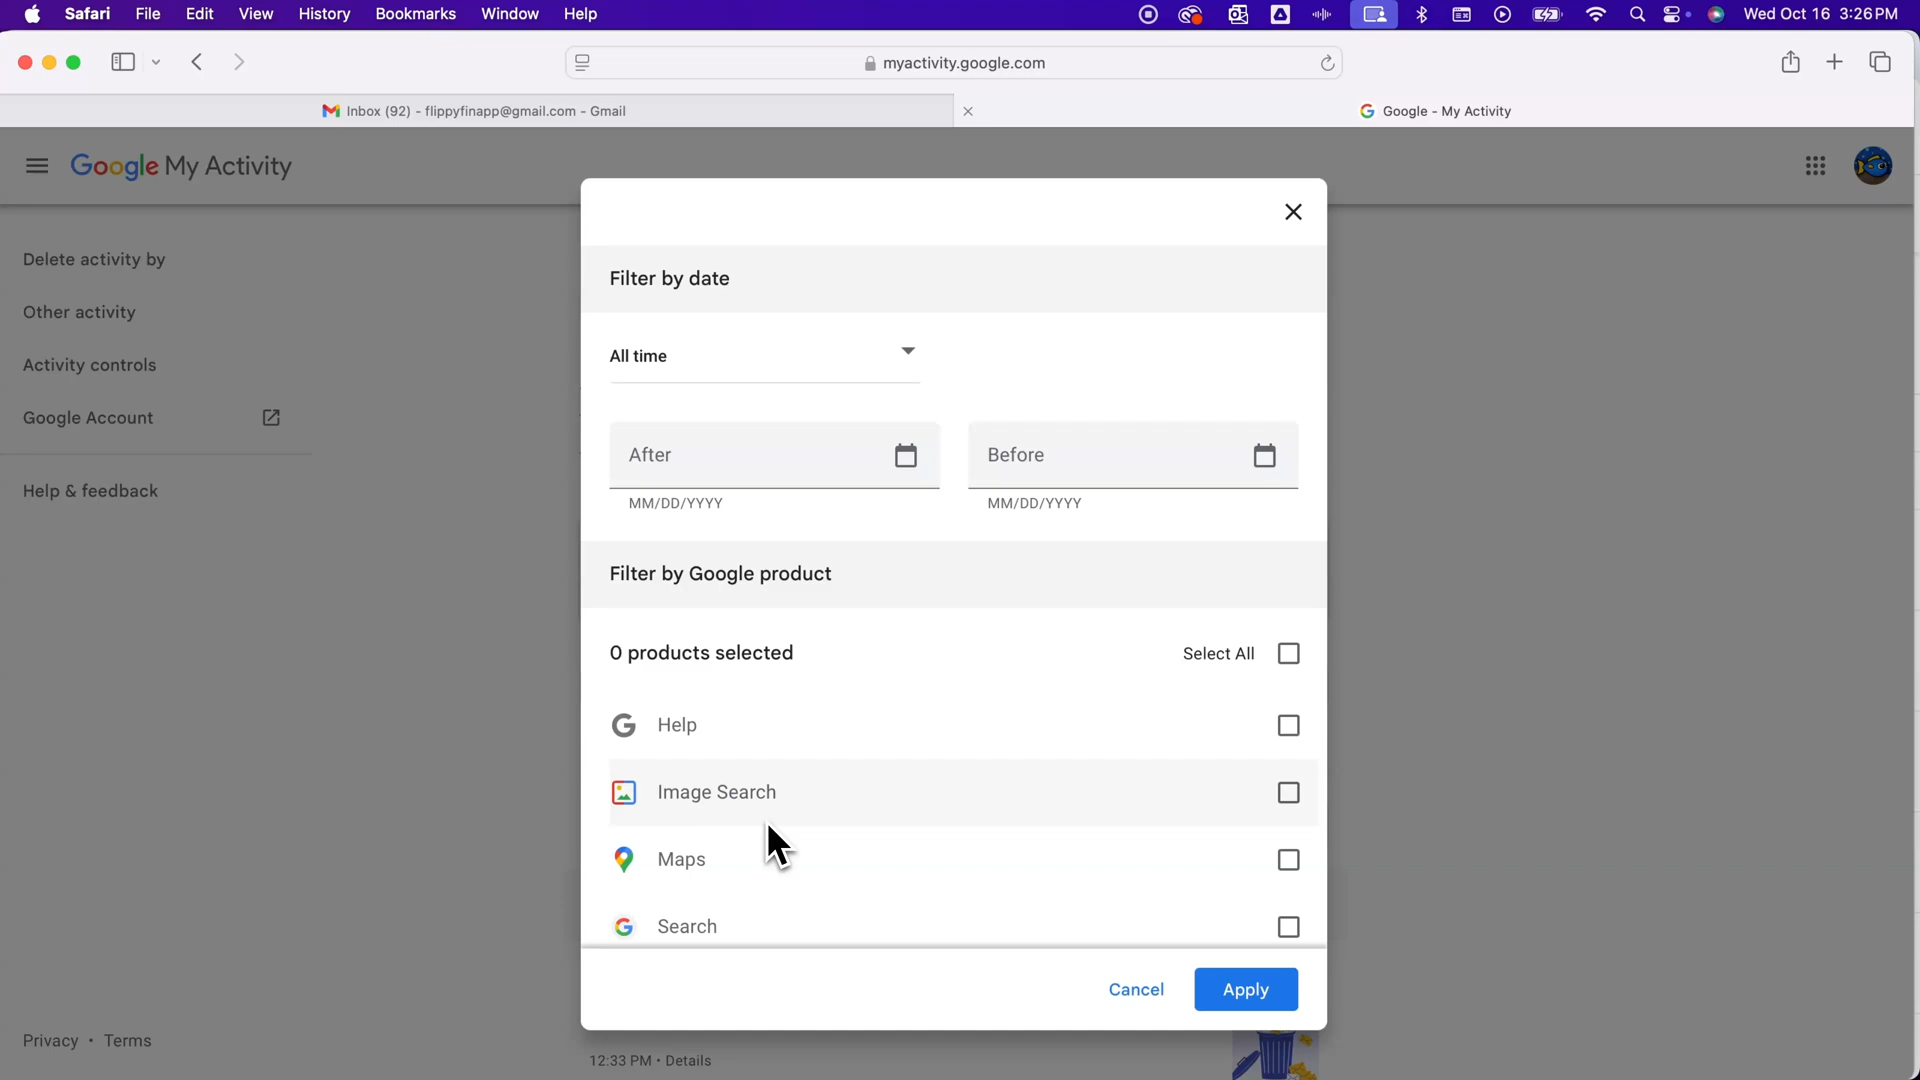 Safari File Edit View History Bookmarks Window Help Wed Oct 16 3:26 PM
myactivity.google.com
Inbox (92) - flippyfinapp@gmail.com - Gmail Google - My Activity
Google My Activity
Delete activity by
Other activity
Activity controls
Google Account
Help & feedback
Privacy • Terms
Filter by date
All time
After Before
MM/DD/YYYY MM/DD/YYYY
Filter by Google product
0 products selected Select All
Help
Image Search
Maps
Search
Cancel Apply
12:33 PM • Details